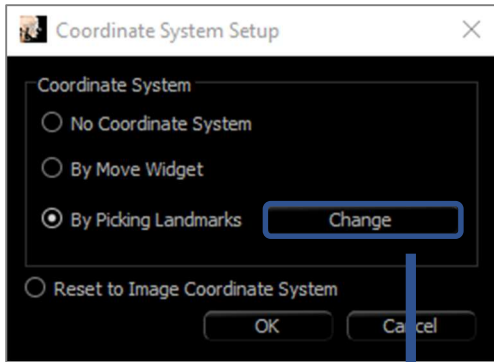 Coordinate System Setup
Coordinate System
No Coordinate System
By Move Widget
By Picking Landmarks
Change
Reset to Image Coordinate System
OK
Cancel